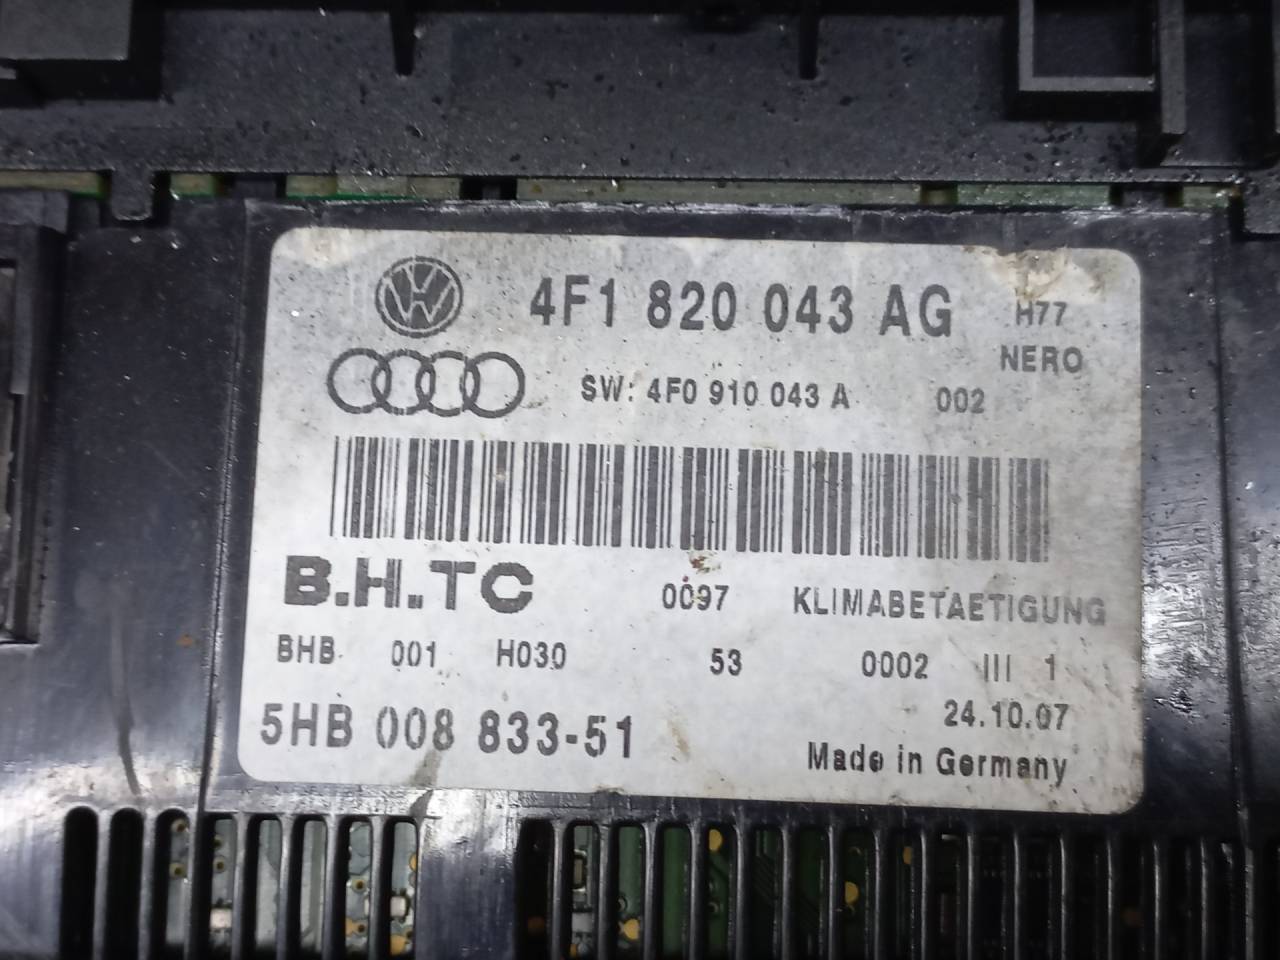 4F1 820 043 AG H77
NERO
SW: 4F0 910 043 A 002
B.H.TC 0097 KLIMABETAETIGUNG
BHB 001 H030 53 0002 III 1
5HB 008 833-51 24.10.07
Made in Germany